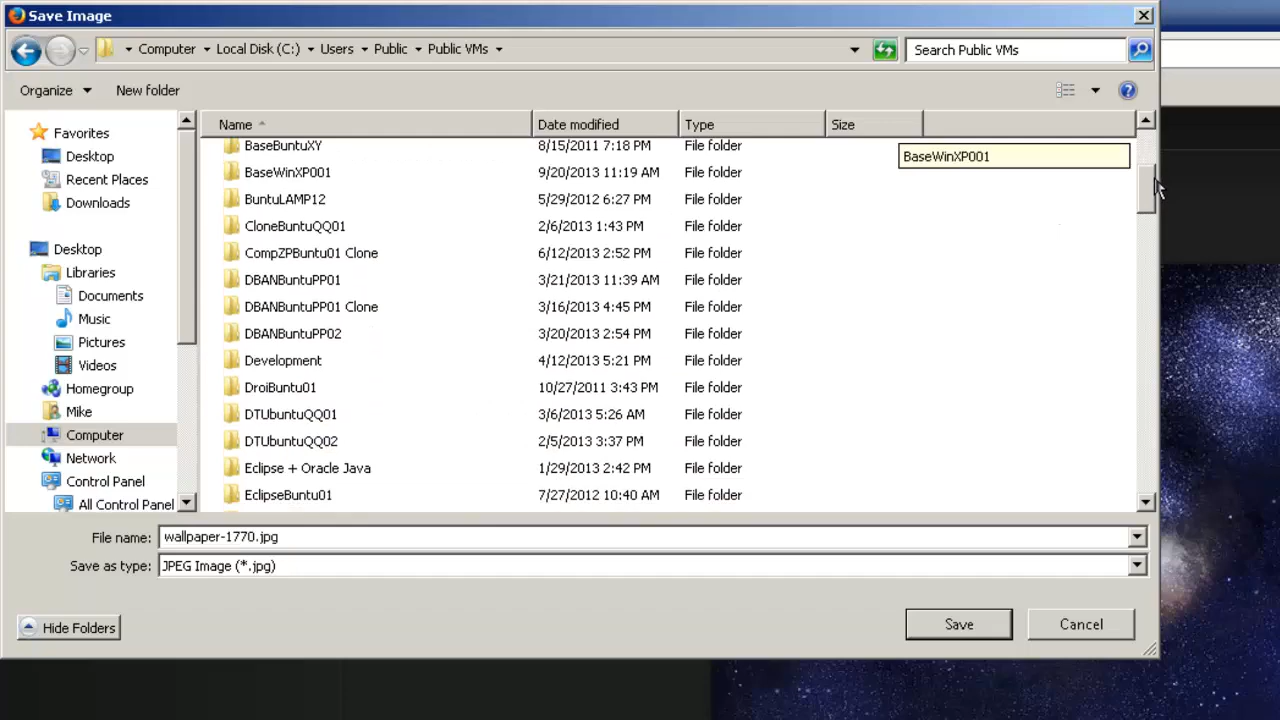 Save Image
Computer Local Disk (C:) Users Public Public VMs
Search Public VMs
Organize New folder
Favorites
Desktop
Recent Places
Downloads
Desktop
Libraries
Documents
Music
Pictures
Videos
Homegroup
Mike
Computer
Network
Control Panel
All Control Panel
Name Date modified Type Size
BaseBuntuXY 8/15/2011 7:18 PM File folder
BaseWinXP001
BaseWinXP001 9/20/2013 11:19 AM File folder
BuntuLAMP12 5/29/2012 6:27 PM File folder
CloneBuntuQQ01 2/6/2013 1:43 PM File folder
CompZPBuntu01 Clone 6/12/2013 2:52 PM File folder
DBANBuntuPP01 3/21/2013 11:39 AM File folder
DBANBuntuPP01 Clone 3/16/2013 4:45 PM File folder
DBANBuntuPP02 3/20/2013 2:54 PM File folder
Development 4/12/2013 5:21 PM File folder
DroiBuntu01 10/27/2011 3:43 PM File folder
DTUbuntuQQ01 3/6/2013 5:26 AM File folder
DTUbuntuQQ02 2/5/2013 3:37 PM File folder
Eclipse + Oracle Java 1/29/2013 2:42 PM File folder
EclipseBuntu01 7/27/2012 10:40 AM File folder
File name: wallpaper-1770.jpg
Save as type: JPEG Image (*.jpg)
Hide Folders
Save
Cancel